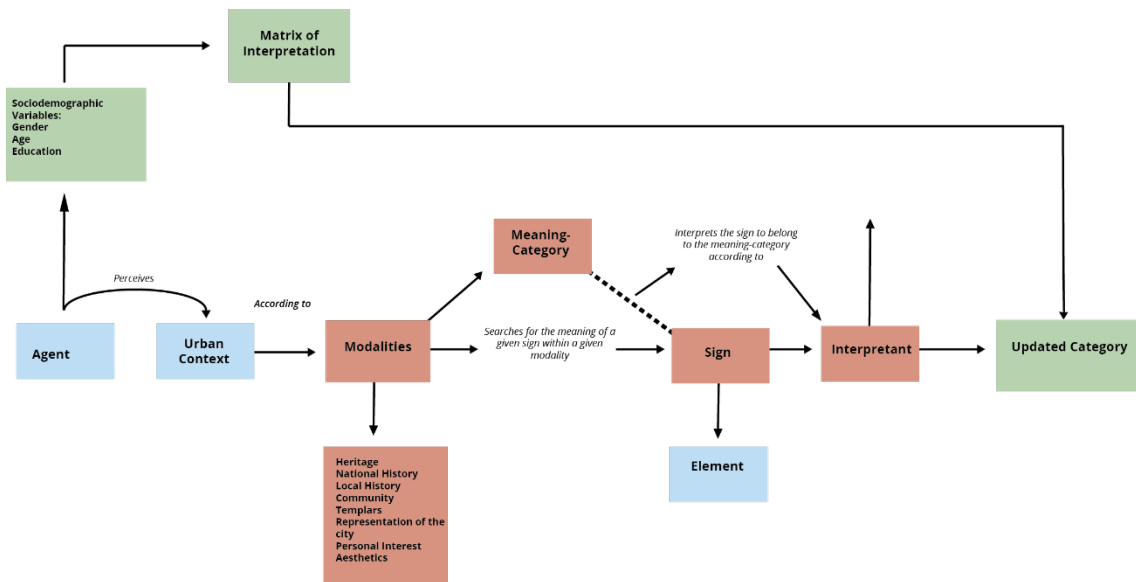 Matrix of
Interpretation
Sociodemographic
Variables:
Gender
Age
Education
Perceives
Agent
Urban
Context
According to
Modalities
Heritage
National History
Local History
Community
Templars
Representation of the
city
Personal Interest
Aesthetics
Meaning-
Category
Searches for the meaning of a
given sign within a given
modality
Interprets the sign to belong
to the meaning-category
according to
Sign
Element
Interpretant
Updated Category